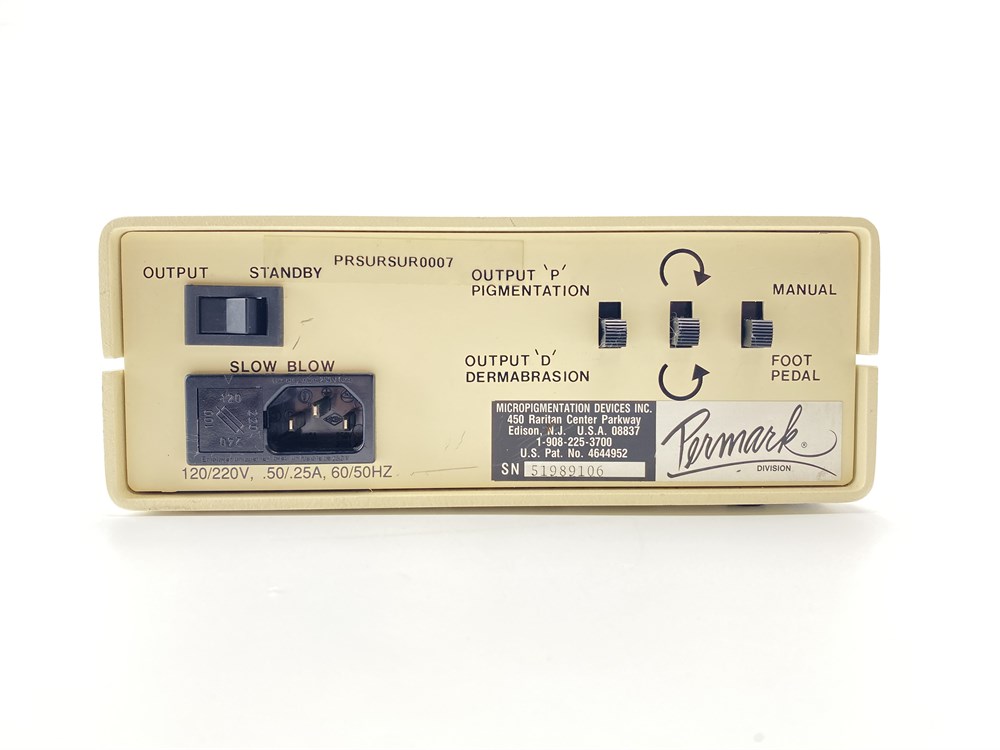 PRSURSUR0007
OUTPUT STANDBY
SLOW BLOW
120/220V, .50/.25A, 60/50HZ
OUTPUT 'P'
PIGMENTATION
OUTPUT 'D'
DERMABRASION
MANUAL
FOOT
PEDAL
MICROPIGMENTATION DEVICES INC.
450 Raritan Center Parkway
Edison, N.J. U.S.A. 08837
1-908-225-3700
U.S. Pat. No. 4644952
SN 51989106
Permark®
DIVISION